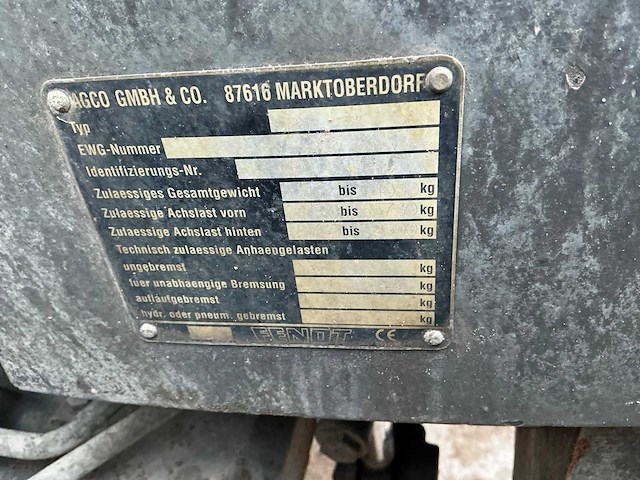 AGCO GMBH & CO. 87616 MARKTOBERDORF
Typ
EWG-Nummer
Identifizierungs-Nr.
Zulaessiges Gesamtgewicht bis kg
Zulaessige Achslast vorn bis kg
Zulaessige Achslast hinten bis kg
Technisch zulaessige Anhaengelasten
ungebremst kg
fuer unabhaengige Bremsung kg
auflaufgebremst kg
hydr. oder pneum. gebremst kg
FENDT CE